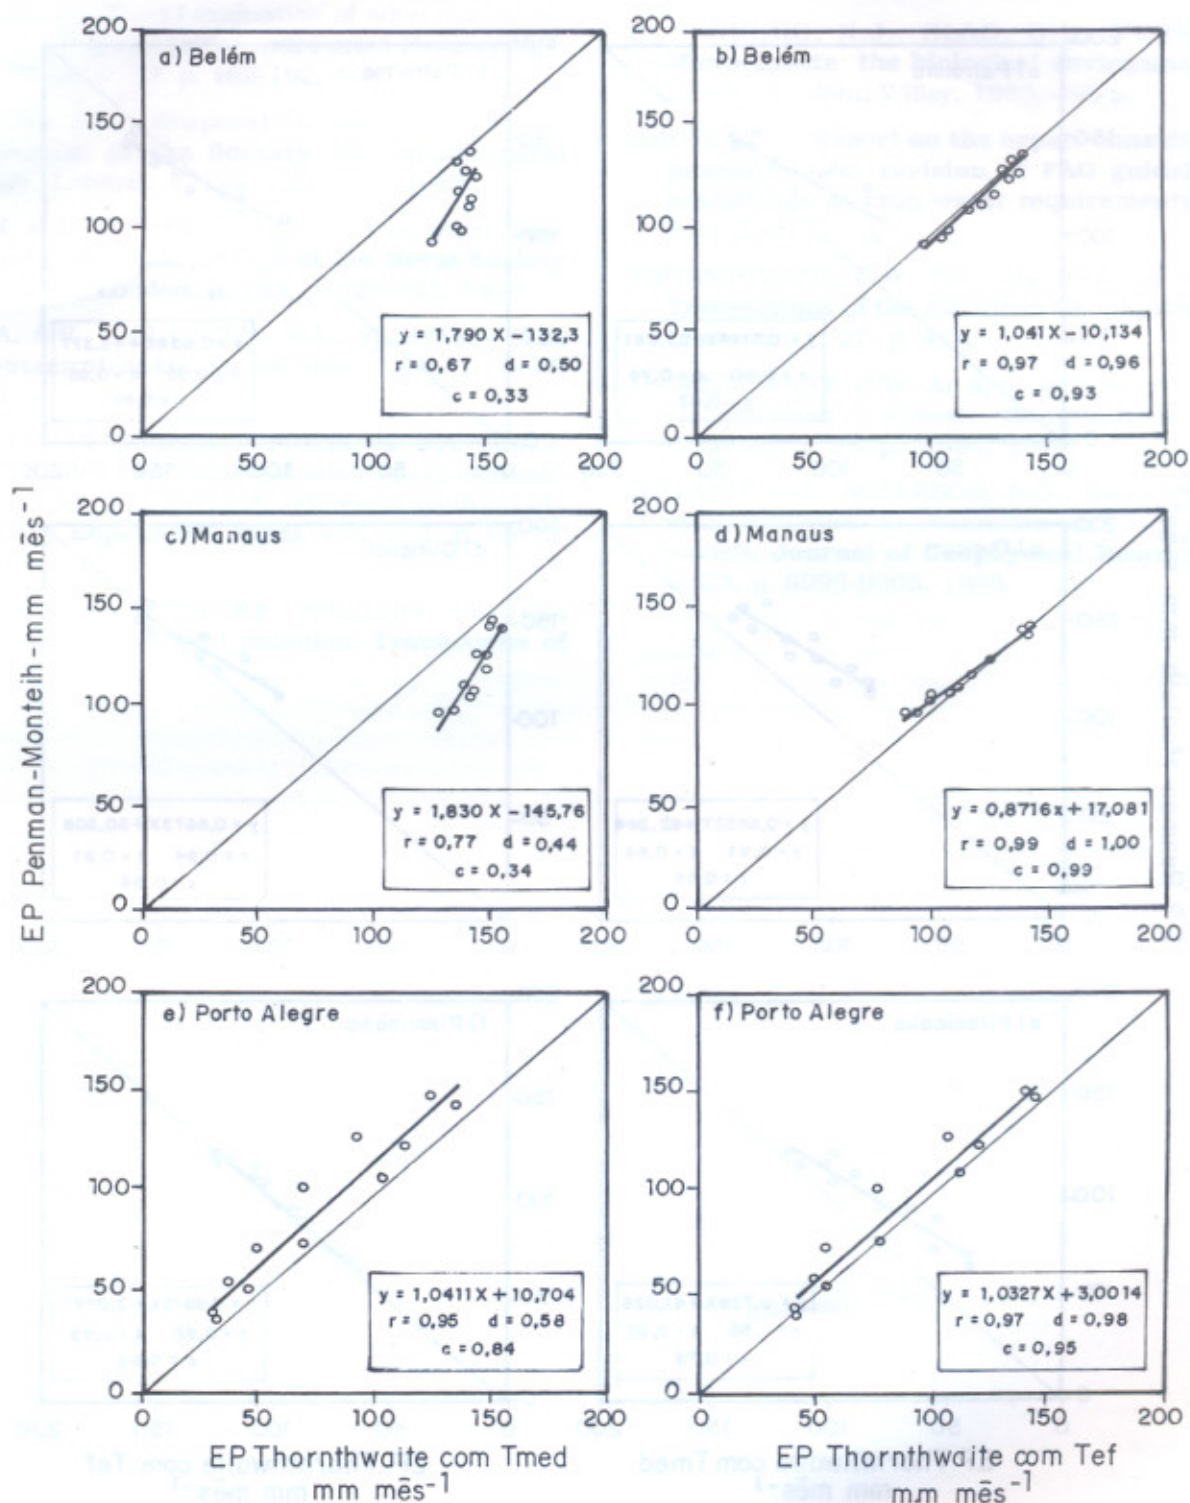 200
150
100
50
0
a) Belém
y = 1,790 X -132,3
r = 0,67 d = 0,50
c = 0,33
0 50 100 150 200
200
150
100
50
0
b) Belém
y = 1,041X-10,134
r = 0,97 d = 0,96
c = 0,93
0 50 100 150 200
EP Penman-Monteih-mm mēs⁻¹
200
150
100
50
0
c) Manaus
y = 1,830 X -145,76
r = 0,77 d = 0,44
c = 0,34
0 50 100 150 200
200
150
100
50
0
d) Manaus
y = 0,8716x+17,081
r = 0,99 d = 1,00
c = 0,99
0 50 100 150 200
200
150
100
50
0
e) Porto Alegre
y = 1,0411X+10,704
r = 0,95 d = 0,58
c = 0,84
0 50 100 150 200
EP Thornthwaite com Tmed
mm mēs⁻¹
200
150
100
50
0
f) Porto Alegre
y = 1,0327X+3,0014
r = 0,97 d = 0,98
c = 0,95
0 50 100 150 200
EP Thornthwaite com Tef
mm mēs⁻¹